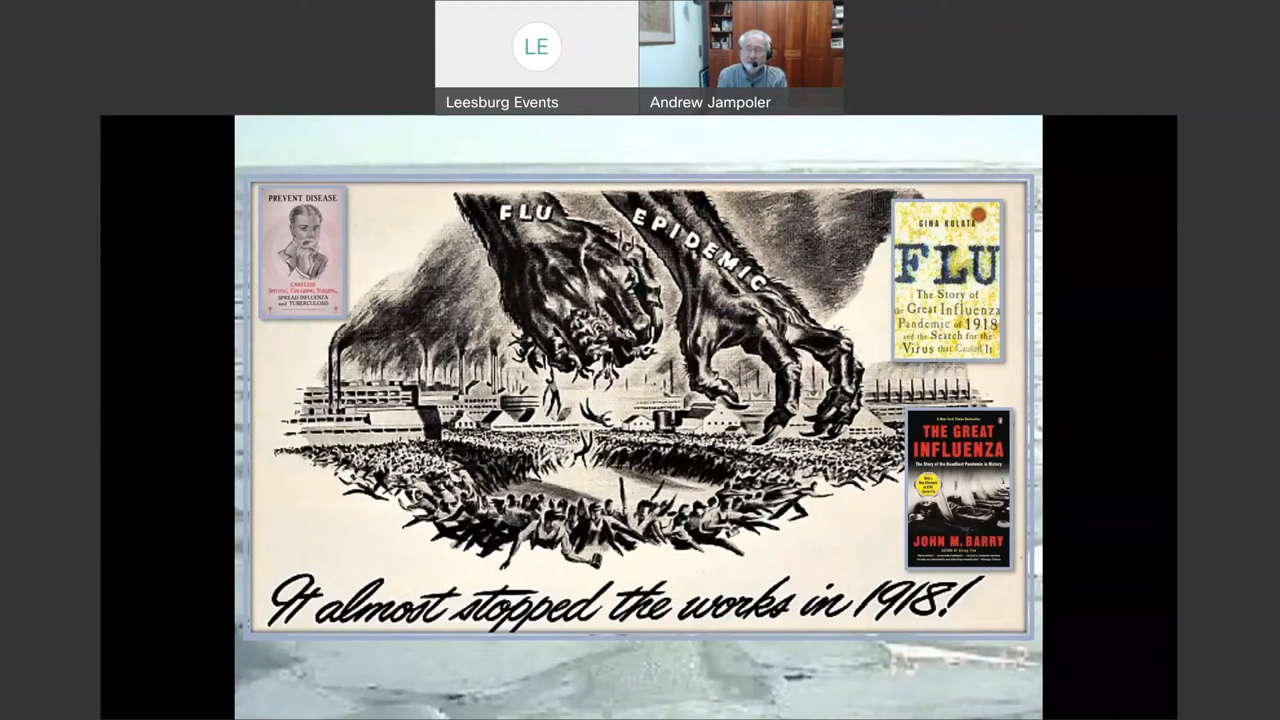 LE
Leesburg Events
Andrew Jampoler
PREVENT DISEASE
CARELESS
SPITTING, COUGHING, SNEEZING,
SPREAD INFLUENZA
and TUBERCULOSIS
FLU EPIDEMIC
GINA KOLATA
FLU
The Story of
the Great Influenza
Pandemic of 1918
and the Search for the
Virus that Caused It
THE GREAT
INFLUENZA
The Story of the Deadliest Pandemic in History
JOHN M. BARRY
It almost stopped the works in 1918!